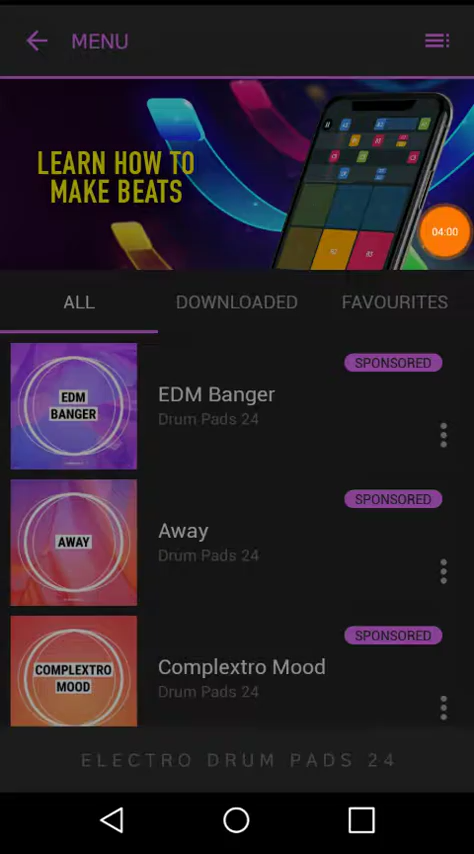 MENU
LEARN HOW TO
MAKE BEATS
04:00
ALL
DOWNLOADED
FAVOURITES
EDM
BANGER
SPONSORED
EDM Banger
Drum Pads 24
AWAY
SPONSORED
Away
Drum Pads 24
COMPLEXTRO
MOOD
SPONSORED
Complextro Mood
Drum Pads 24
ELECTRO DRUM PADS 24